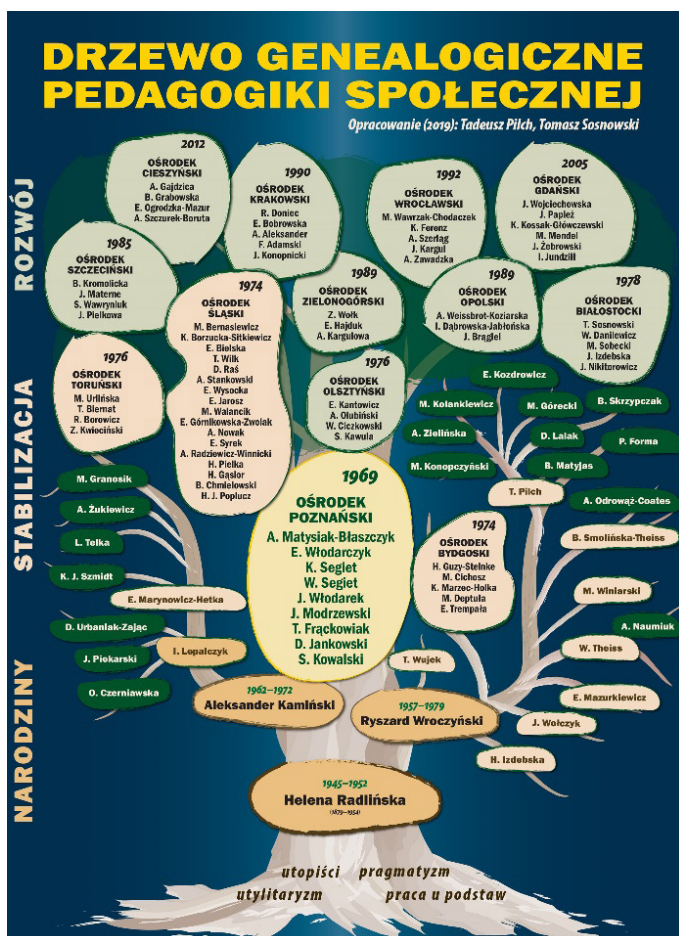 DRZEWO GENEALOGICZNE
PEDAGOGIKI SPOŁECZNEJ
Opracowanie (2019): Tadeusz Pilch, Tomasz Sosnowski
ROZWÓJ
STABILIZACJA
NARODZINY
2012
OŚRODEK
CIESZYŃSKI
A. Gajdzica
B. Grabowska
E. Ogrodzka-Mazur
A. Szczurek-Boruta
1990
OŚRODEK
KRAKOWSKI
R. Doniec
E. Bobrowska
A. Aleksander
F. Adamski
J. Konopnicki
1992
OŚRODEK
WROCŁAWSKI
M. Wawrzak-Chodaczek
K. Ferenz
A. Szerląg
J. Kargul
A. Zawadzka
2005
OŚRODEK
GDAŃSKI
J. Wojciechowska
J. Papież
K. Kossak-Główczewski
M. Mendel
J. Żebrowski
I. Jundziłł
1985
OŚRODEK
SZCZECIŃSKI
B. Kromolicka
J. Materne
S. Wawryniuk
J. Pielkowa
1974
OŚRODEK
ŚLĄSKI
M. Bernasiewicz
K. Borzucka-Sitkiewicz
E. Bielska
T. Wilk
D. Raś
A. Stankowski
E. Wysocka
E. Jarosz
M. Walancik
E. Górnikowska-Zwolak
A. Nowak
E. Syrek
A. Radziewicz-Winnicki
H. Pielka
H. Gąsior
B. Chmielowski
H. J. Poplucz
1989
OŚRODEK
ZIELONOGÓRSKI
Z. Wołk
E. Hajduk
A. Kargulowa
1989
OŚRODEK
OPOLSKI
A. Weissbrot-Koziarska
I. Dąbrowska-Jabłońska
J. Brągiel
1978
OŚRODEK
BIAŁOSTOCKI
T. Sosnowski
W. Danilewicz
M. Sobecki
J. Izdebska
J. Nikitorowicz
1976
OŚRODEK
TORUŃSKI
M. Urlińska
T. Biernat
R. Borowicz
Z. Kwieciński
1976
OŚRODEK
OLSZTYŃSKI
E. Kantowicz
A. Olubiński
W. Ciczkowski
S. Kawula
E. Kozdrowicz
M. Kolankiewicz
M. Górecki
B. Skrzypczak
A. Zielińska
D. Lalak
P. Forma
M. Konopczyński
B. Matyjas
T. Pilch
A. Odrowąż-Coates
B. Smolińska-Theiss
M. Winiarski
A. Naumiuk
W. Theiss
E. Mazurkiewicz
J. Wołczyk
H. Izdebska
M. Granosik
A. Żukiewicz
L. Telka
K. J. Szmidt
E. Marynowicz-Hetka
D. Urbaniak-Zając
J. Piekarski
I. Lepalczyk
O. Czerniawska
1969
OŚRODEK
POZNAŃSKI
A. Matysiak-Błaszczyk
E. Włodarczyk
K. Segiet
W. Segiet
J. Włodarek
J. Modrzewski
T. Frąckowiak
D. Jankowski
S. Kowalski
1974
OŚRODEK
BYDGOSKI
H. Guzy-Steinke
M. Cichosz
K. Marzec-Holka
M. Deptuła
E. Trempała
T. Wujek
1962–1972
Aleksander Kamiński
1957–1979
Ryszard Wroczyński
1945–1952
Helena Radlińska
(1879–1954)
utopiści pragmatyzm
utylitaryzm praca u podstaw